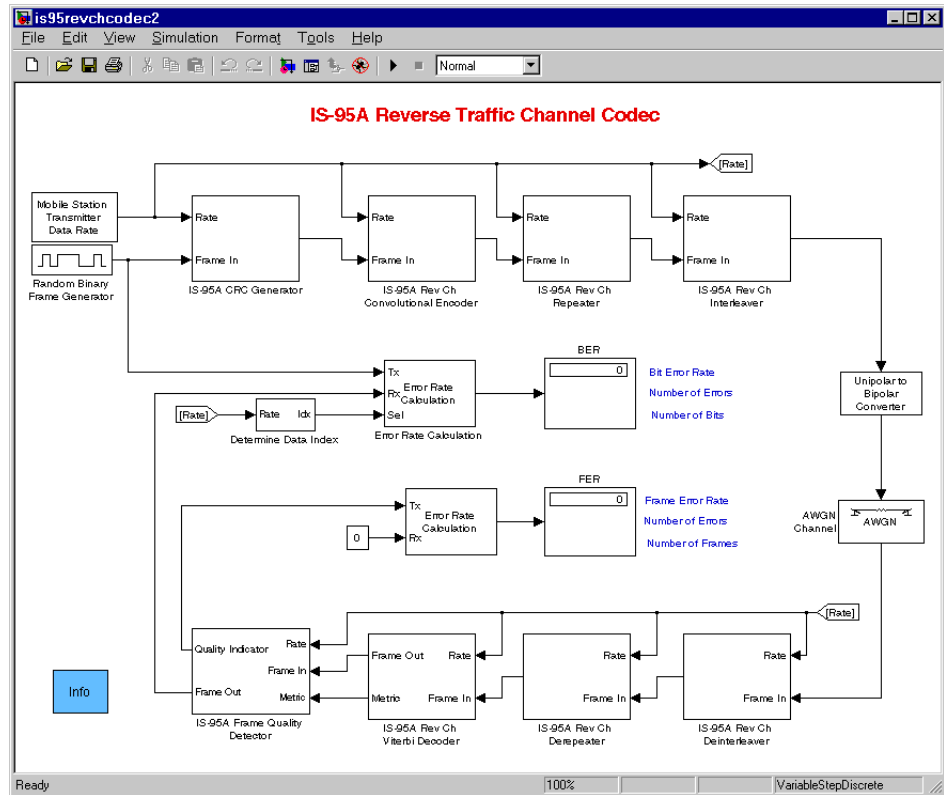 is95revchcodec2
File Edit View Simulation Format Tools Help
Normal
IS-95A Reverse Traffic Channel Codec
[Rate]
Mobile Station
Transmitter
Data Rate
Random Binary
Frame Generator
Rate
Frame In
IS-95A CRC Generator
Rate
Frame In
IS-95A Rev Ch
Convolutional Encoder
Rate
Frame In
IS-95A Rev Ch
Repeater
Rate
Frame In
IS-95A Rev Ch
Interleaver
Tx
Rx
Sel
Error Rate
Calculation
Error Rate Calculation
[Rate]
Rate Idx
Determine Data Index
BER
0
Bit Error Rate
Number of Errors
Number of Bits
Unipolar to
Bipolar
Converter
Tx
Rx
Error Rate
Calculation
0
FER
0
Frame Error Rate
Number of Errors
Number of Frames
AWGN
Channel
AWGN
[Rate]
Quality Indicator
Rate
Frame In
Frame Out
Metric
IS-95A Frame Quality
Detector
Frame Out
Rate
Metric
Frame In
IS-95A Rev Ch
Viterbi Decoder
Rate
Frame In
IS-95A Rev Ch
Derepeater
Rate
Frame In
IS-95A Rev Ch
Deinterleaver
Info
Ready
100%
VariableStepDiscrete